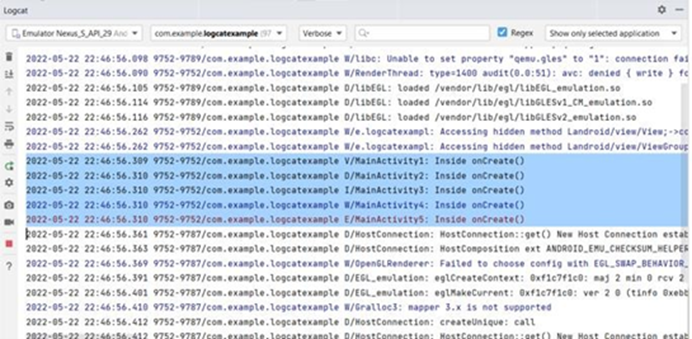 Logcat
Emulator Nexus_S_API_29 And
com.example.logcatexample (97
Verbose
Regex
Show only selected application
2022-05-22 22:46:56.098 9752-9789/com.example.logcatexample W/libc: Unable to set property "qemu.gles" to "1": connection fai
2022-05-22 22:46:56.090 9752-9752/com.example.logcatexample W/RenderThread: type=1400 audit(0.0:51): avc: denied { write } fo
2022-05-22 22:46:56.105 9752-9789/com.example.logcatexample D/libEGL: loaded /vendor/lib/egl/libEGL_emulation.so
2022-05-22 22:46:56.114 9752-9789/com.example.logcatexample D/libEGL: loaded /vendor/lib/egl/libGLESv1_CM_emulation.so
2022-05-22 22:46:56.116 9752-9789/com.example.logcatexample D/libEGL: loaded /vendor/lib/egl/libGLESv2_emulation.so
2022-05-22 22:46:56.262 9752-9752/com.example.logcatexample W/e.logcatexampl: Accessing hidden method Landroid/view/View;->co
2022-05-22 22:46:56.262 9752-9752/com.example.logcatexample W/e.logcatexampl: Accessing hidden method Landroid/view/ViewGroup
2022-05-22 22:46:56.309 9752-9752/com.example.logcatexample V/MainActivity1: Inside onCreate()
2022-05-22 22:46:56.310 9752-9752/com.example.logcatexample D/MainActivity2: Inside onCreate()
2022-05-22 22:46:56.310 9752-9752/com.example.logcatexample I/MainActivity3: Inside onCreate()
2022-05-22 22:46:56.310 9752-9752/com.example.logcatexample W/MainActivity4: Inside onCreate()
2022-05-22 22:46:56.310 9752-9752/com.example.logcatexample E/MainActivity5: Inside onCreate()
2022-05-22 22:46:56.361 9752-9787/com.example.logcatexample D/HostConnection: HostConnection::get() New Host Connection estab
2022-05-22 22:46:56.363 9752-9787/com.example.logcatexample D/HostConnection: HostComposition ext ANDROID_EMU_CHECKSUM_HELPER
2022-05-22 22:46:56.369 9752-9787/com.example.logcatexample W/OpenGLRenderer: Failed to choose config with EGL_SWAP_BEHAVIOR_
2022-05-22 22:46:56.391 9752-9787/com.example.logcatexample D/EGL_emulation: eglCreateContext: 0xf1c7f1c0: maj 2 min 0 rcv 2
2022-05-22 22:46:56.401 9752-9787/com.example.logcatexample D/EGL_emulation: eglMakeCurrent: 0xf1c7f1c0: ver 2 0 (tinfo 0xebb
2022-05-22 22:46:56.410 9752-9787/com.example.logcatexample W/Gralloc3: mapper 3.x is not supported
2022-05-22 22:46:56.412 9752-9787/com.example.logcatexample D/HostConnection: createUnique: call
2022-05-22 22:46:56.412 9752-9787/com.example.logcatexample D/HostConnection: HostConnection::get() New Host Connection estab